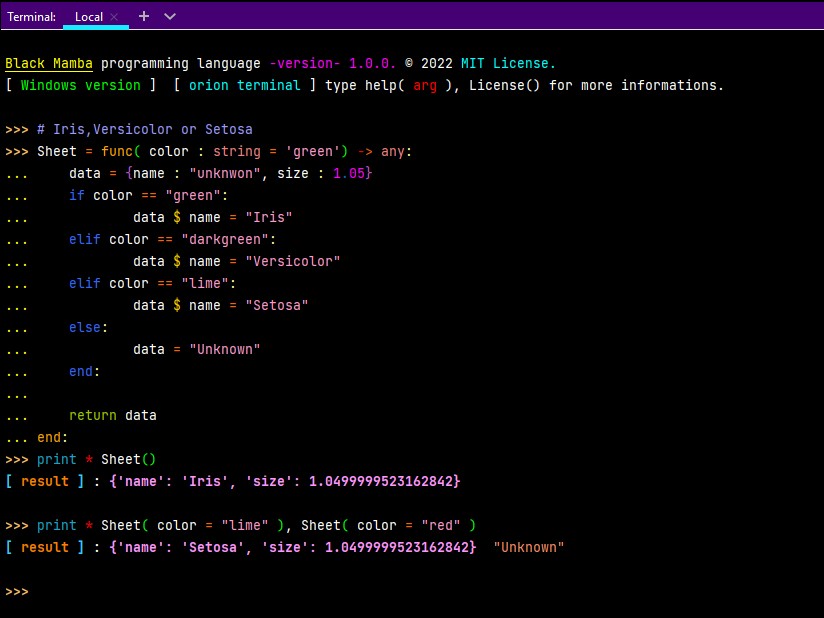 Terminal: Local × + ∨
Black Mamba programming language -version- 1.0.0. © 2022 MIT License.
[ Windows version ]  [ orion terminal ] type help( arg ), License() for more informations.
>>> # Iris,Versicolor or Setosa
>>> Sheet = func( color : string = 'green') -> any:
...     data = {name : "unknwon", size : 1.05}
...     if color == "green":
...             data $ name = "Iris"
...     elif color == "darkgreen":
...             data $ name = "Versicolor"
...     elif color == "lime":
...             data $ name = "Setosa"
...     else:
...             data = "Unknown"
...     end:
...
...     return data
... end:
>>> print * Sheet()
[ result ] : {'name': 'Iris', 'size': 1.0499999523162842}
>>> print * Sheet( color = "lime" ), Sheet( color = "red" )
[ result ] : {'name': 'Setosa', 'size': 1.0499999523162842}  "Unknown"
>>>